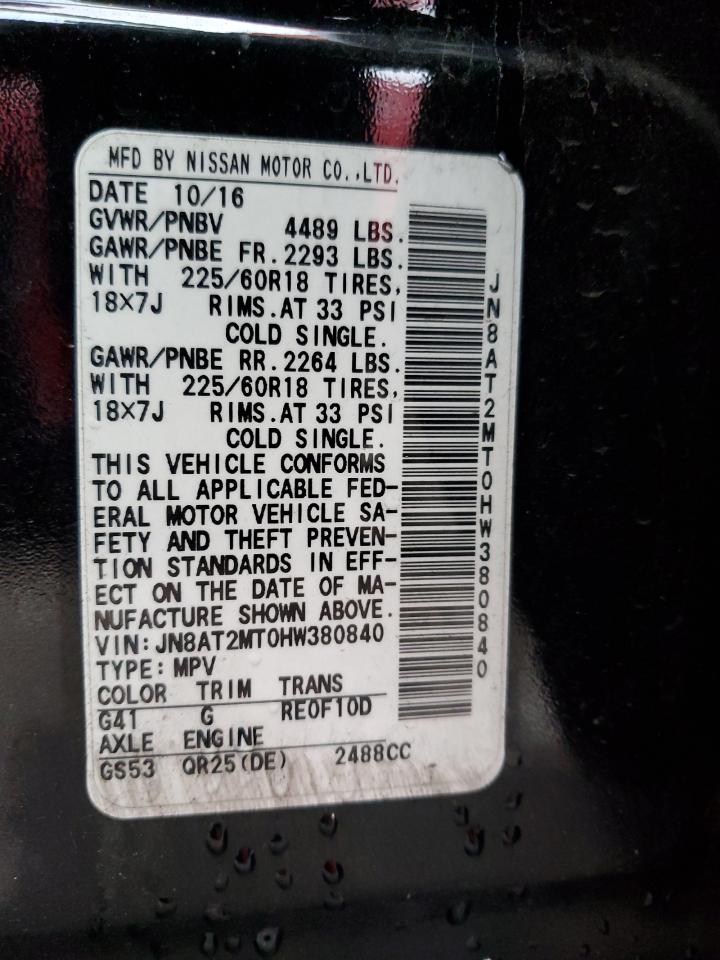 MFD BY NISSAN MOTOR CO.,LTD.
DATE 10/16
GVWR/PNBV 4489 LBS.
GAWR/PNBE FR.2293 LBS.
WITH 225/60R18 TIRES,
18×7J RIMS.AT 33 PSI
COLD SINGLE.
GAWR/PNBE RR.2264 LBS.
WITH 225/60R18 TIRES,
18×7J RIMS.AT 33 PSI
COLD SINGLE.
THIS VEHICLE CONFORMS
TO ALL APPLICABLE FED-
ERAL MOTOR VEHICLE SA-
FETY AND THEFT PREVEN-
TION STANDARDS IN EFF-
ECT ON THE DATE OF MA-
NUFACTURE SHOWN ABOVE.
VIN:JN8AT2MT0HW380840
TYPE:MPV
COLOR TRIM TRANS
G41 G RE0F10D
AXLE ENGINE
GS53 QR25(DE) 2488CC
JN8AT2MT0HW380840